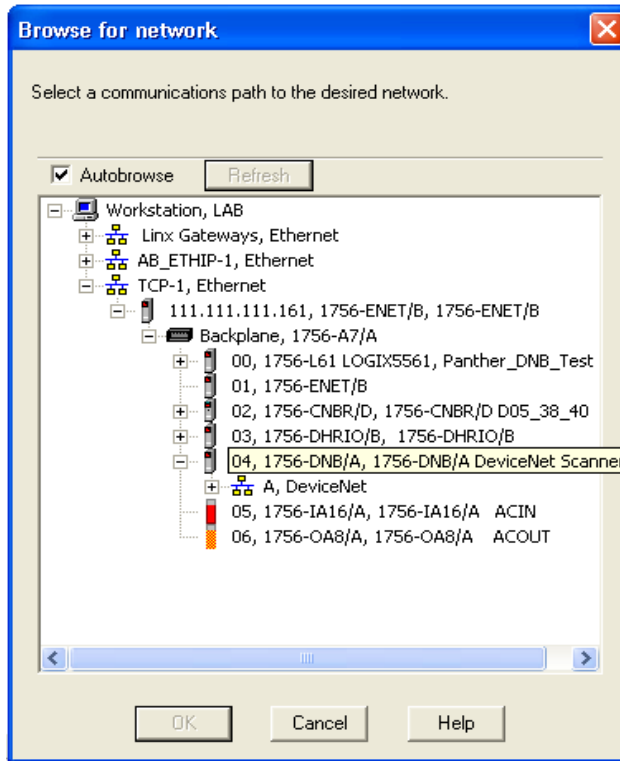 Browse for network
Select a communications path to the desired network.
Autobrowse Refresh
Workstation, LAB
Linx Gateways, Ethernet
AB_ETHIP-1, Ethernet
TCP-1, Ethernet
111.111.111.161, 1756-ENET/B, 1756-ENET/B
Backplane, 1756-A7/A
00, 1756-L61 LOGIX5561, Panther_DNB_Test
01, 1756-ENET/B
02, 1756-CNBR/D, 1756-CNBR/D D05_38_40
03, 1756-DHRIO/B, 1756-DHRIO/B
04, 1756-DNB/A, 1756-DNB/A DeviceNet Scanner
A, DeviceNet
05, 1756-IA16/A, 1756-IA16/A ACIN
06, 1756-OA8/A, 1756-OA8/A ACOUT
OK Cancel Help